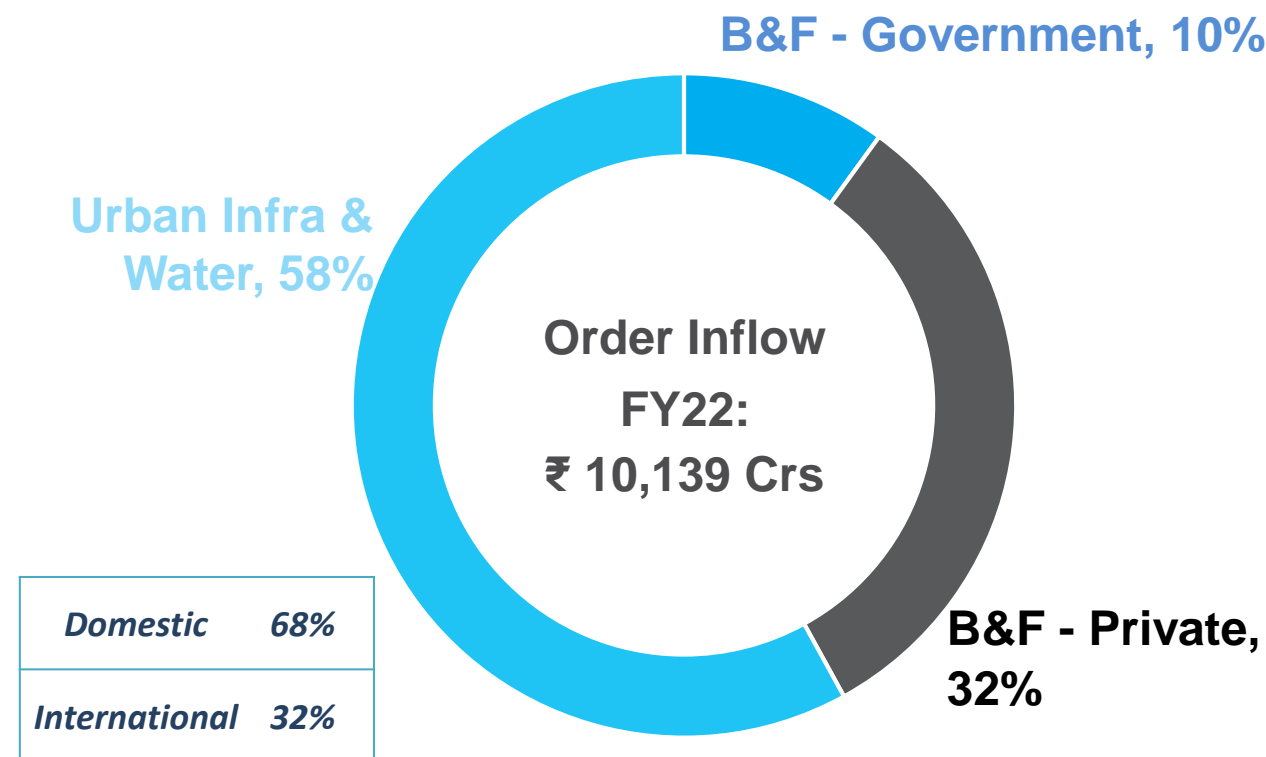 B&F - Government, 10%
Urban Infra &
Water, 58%
Order Inflow
FY22:
₹ 10,139 Crs
B&F - Private,
32%
Domestic 68%
International 32%